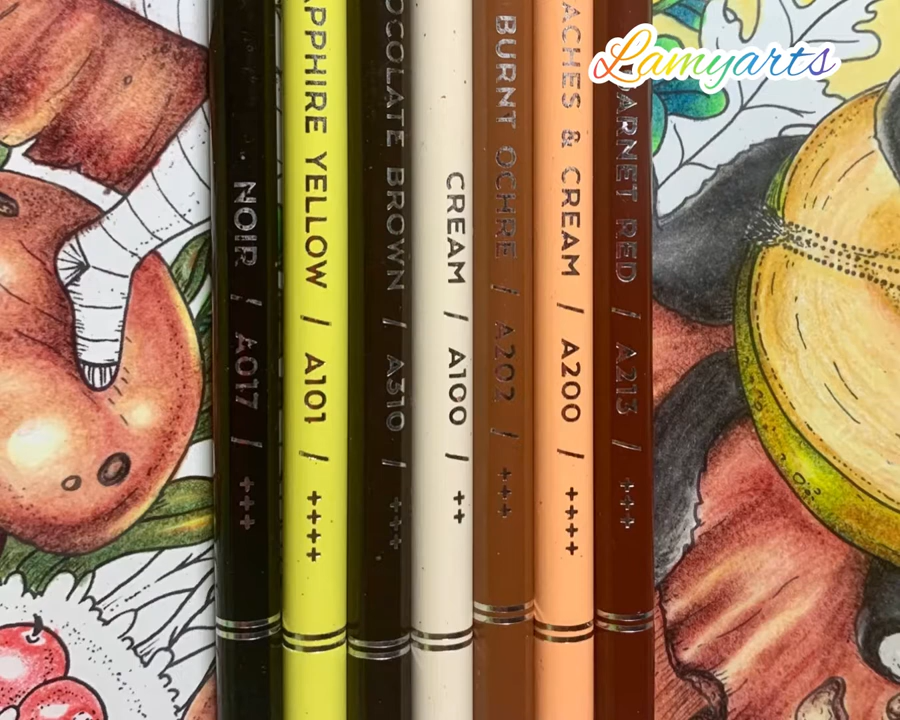 Lamyarts
NOIR / A017 / +++
APPHIRE YELLOW / A101 / ++++
OCOLATE BROWN / A310 / +++
CREAM / A100 / ++
BURNT OCHRE / A202 / +++
ACHES & CREAM / A200 / ++++
GARNET RED / A213 / +++